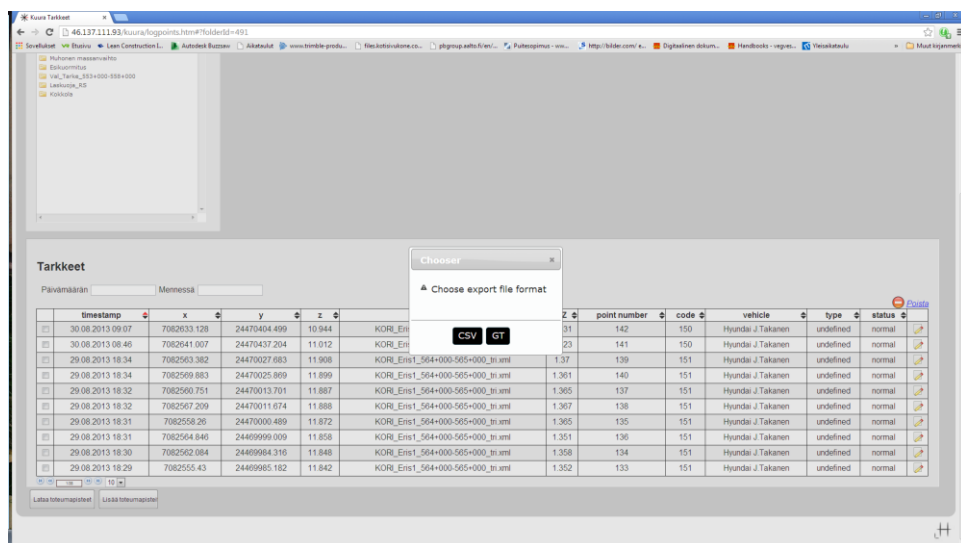 Kuura Tarkket
46.137.111.93/kuura/logpoints.htm#?folderId=491
Sovellukset Etusivu Lean Construction I... Autodesk Buzzsaw Aikataulut www.trimble-produ... files.kotisivukone.co... pbgroup.aalto.fi/en/... Puitesopimus - ww... http://bilder.com/ e... Digitaalinen dokum... Handbooks - vegves... Yleisaikataulu » Muut kirjanmerk
Muhonen massanvaihto
Esikuormitus
Val_Tarka_553+000-558+000
Leskuoja_RS
Kokkola
Tarkkeet
Päivämäärän Mennessä
Poista
Chooser
Choose export file format
CSV GT
timestamp x y z Z point number code vehicle type status
30.08.2013 09:07 7082633.128 24470404.499 10.944 KORI_Eris 31 142 150 Hyundai J.Takanen undefined normal
30.08.2013 08:46 7082641.007 24470437.204 11.012 KORI_Eris 23 141 150 Hyundai J.Takanen undefined normal
29.08.2013 18:34 7082563.382 24470027.683 11.908 KORI_Eris1_564+000-565+000_tri.xml 1.37 139 151 Hyundai J.Takanen undefined normal
29.08.2013 18:34 7082569.883 24470025.869 11.899 KORI_Eris1_564+000-565+000_tri.xml 1.361 140 151 Hyundai J.Takanen undefined normal
29.08.2013 18:32 7082560.751 24470013.701 11.887 KORI_Eris1_564+000-565+000_tri.xml 1.365 137 151 Hyundai J.Takanen undefined normal
29.08.2013 18:32 7082567.209 24470011.674 11.888 KORI_Eris1_564+000-565+000_tri.xml 1.367 138 151 Hyundai J.Takanen undefined normal
29.08.2013 18:31 7082558.26 24470000.489 11.872 KORI_Eris1_564+000-565+000_tri.xml 1.365 135 151 Hyundai J.Takanen undefined normal
29.08.2013 18:31 7082564.846 24469999.009 11.858 KORI_Eris1_564+000-565+000_tri.xml 1.351 136 151 Hyundai J.Takanen undefined normal
29.08.2013 18:30 7082562.084 24469984.316 11.848 KORI_Eris1_564+000-565+000_tri.xml 1.358 134 151 Hyundai J.Takanen undefined normal
29.08.2013 18:29 7082555.43 24469985.182 11.842 KORI_Eris1_564+000-565+000_tri.xml 1.352 133 151 Hyundai J.Takanen undefined normal
10
Lataa toteumapisteet Lisää toteumapistei